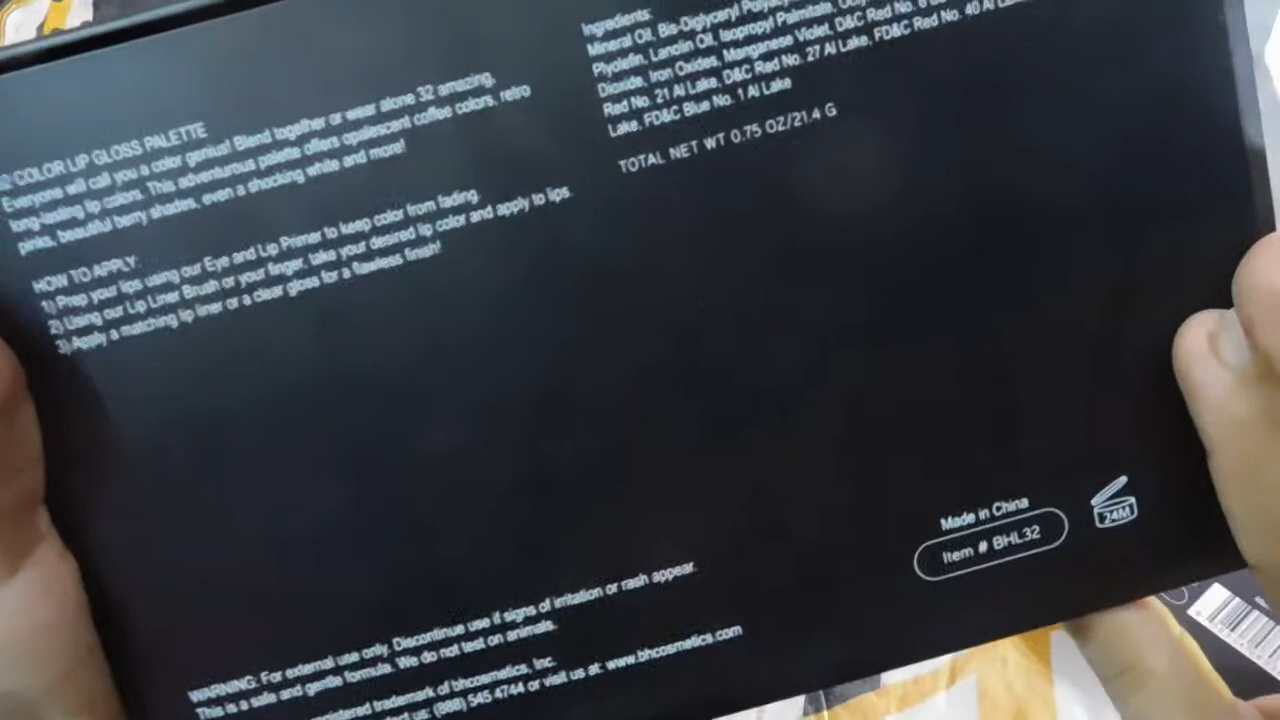 COLOR LIP GLOSS PALETTE
Everyone will call you a color genius! Blend together or wear alone 32 amazing,
long-lasting lip colors. This adventurous palette offers opalescent coffee colors, retro
pinks, beautiful berry shades, even a shocking white and more!
HOW TO APPLY:
1) Prep your lips using our Eye and Lip Primer to keep color from fading.
2) Using our Lip Liner Brush or your finger, take your desired lip color and apply to lips.
3) Apply a matching lip liner or a clear gloss for a flawless finish!
Ingredients:
Mineral Oil, Bis-Diglyceryl
Plyolefin, Lanolin Oil, Isopropyl Palmitate,
Dioxide, Iron Oxides, Manganese Violet, D&C Red No. 6
Red No. 21 Al Lake, D&C Red No. 27 Al Lake, FD&C Red No. 40 Al
Lake, FD&C Blue No. 1 Al Lake
TOTAL NET WT 0.75 OZ/21.4 G
Made in China
Item # BHL32
24M
WARNING: For external use only. Discontinue use if signs of irritation or rash appear.
This is a safe and gentle formula. We do not test on animals.
trademark of bhcosmetics, Inc.
us: (888) 545 4744 or visit us at: www.bhcosmetics.com